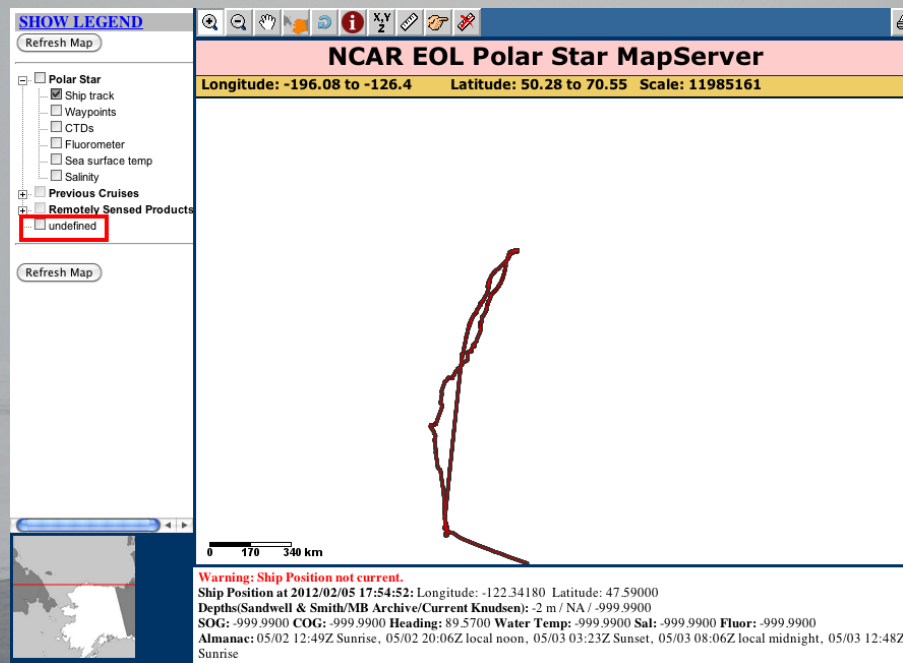 SHOW LEGEND
Refresh Map
Polar Star
Ship track
Waypoints
CTDs
Fluorometer
Sea surface temp
Salinity
Previous Cruises
Remotely Sensed Products
undefined
Refresh Map
X,Y
Z
NCAR EOL Polar Star MapServer
Longitude: -196.08 to -126.4 Latitude: 50.28 to 70.55 Scale: 11985161
0 170 340 km
Warning: Ship Position not current.
Ship Position at 2012/02/05 17:54:52: Longitude: -122.34180 Latitude: 47.59000
Depths(Sandwell & Smith/MB Archive/Current Knudsen): -2 m / NA / -999.9900
SOG: -999.9900 COG: -999.9900 Heading: 89.5700 Water Temp: -999.9900 Sal: -999.9900 Fluor: -999.9900
Almanac: 05/02 12:49Z Sunrise, 05/02 20:06Z local noon, 05/03 03:23Z Sunset, 05/03 08:06Z local midnight, 05/03 12:48Z
Sunrise